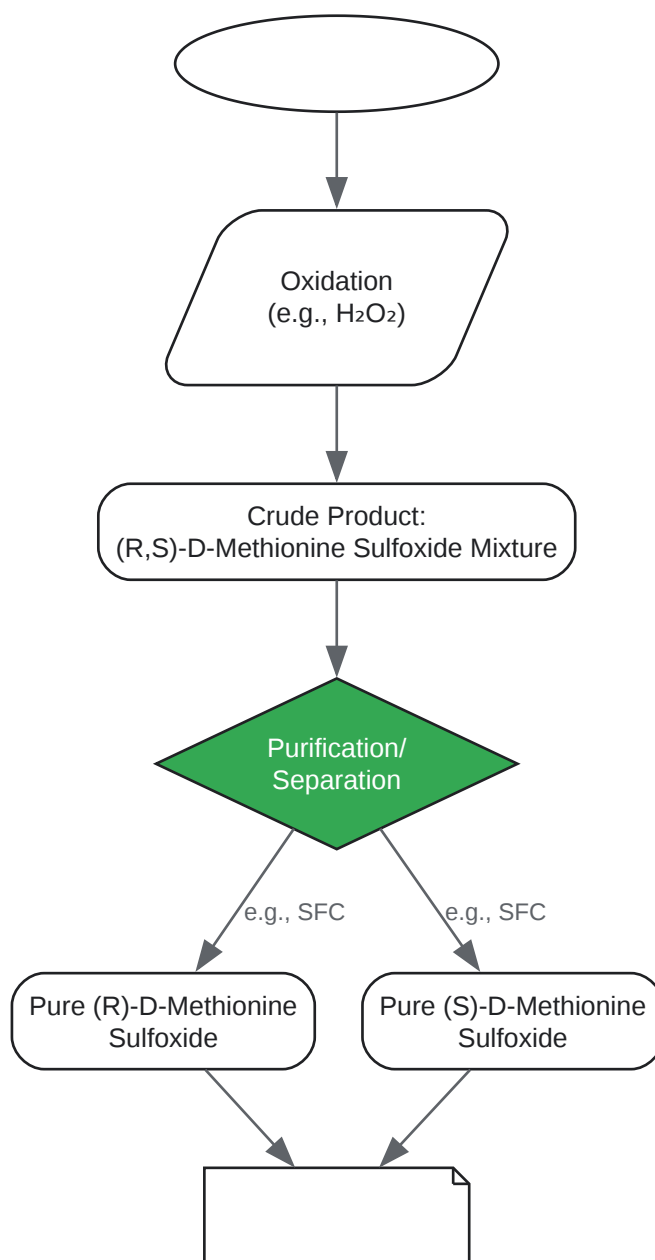 Oxidation
(e.g., H₂O₂)
Crude Product:
(R,S)-D-Methionine Sulfoxide Mixture
Purification/
Separation
e.g., SFC
e.g., SFC
Pure (R)-D-Methionine
Sulfoxide
Pure (S)-D-Methionine
Sulfoxide